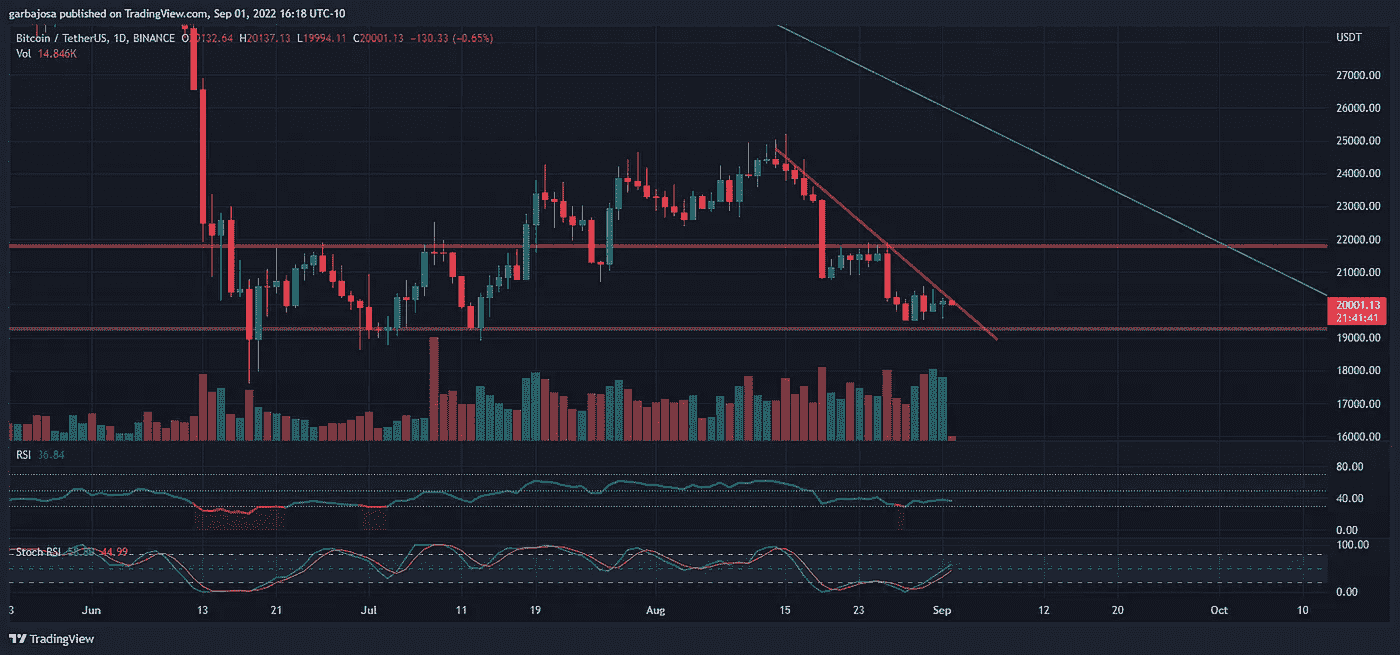 garbajosa published on TradingView.com, Sep 01, 2022 16:18 UTC-10
Bitcoin / TetherUS, 1D, BINANCE O20132.64 H20137.13 L19994.11 C20001.13 −130.33 (−0.65%)
Vol 14.846K
USDT
27000.00
26000.00
25000.00
24000.00
23000.00
22000.00
21000.00
20001.13
21:41:41
19000.00
18000.00
17000.00
16000.00
RSI 36.84
80.00
40.00
0.00
Stoch RSI 44.99
100.00
0.00
3 Jun 13 21 Jul 11 19 Aug 15 23 Sep 12 20 Oct 10
TradingView